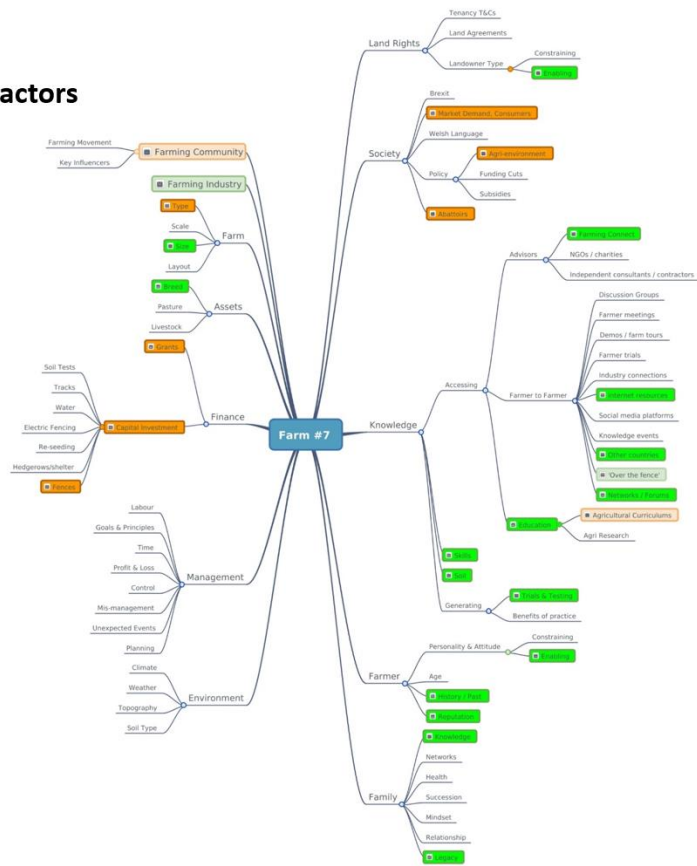 actors
Farm #7
Farming Community
Farming Movement
Key Influencers
Farming Industry
Farm
Type
Scale
Size
Layout
Assets
Breed
Pasture
Livestock
Finance
Grants
Capital Investment
Soil Tests
Tracks
Water
Electric Fencing
Re-seeding
Hedgerows/shelter
Fences
Management
Labour
Goals & Principles
Time
Profit & Loss
Control
Mis-management
Unexpected Events
Planning
Environment
Climate
Weather
Topography
Soil Type
Land Rights
Tenancy T&Cs
Land Agreements
Landowner Type
Constraining
Enabling
Society
Brexit
Market Demand: Consumers
Welsh Language
Policy
Agri-environment
Funding Cuts
Subsidies
Abattoirs
Knowledge
Accessing
Advisors
Farming Connect
NGOs / charities
Independent consultants / contractors
Farmer to Farmer
Discussion Groups
Farmer meetings
Demos / farm tours
Farmer trials
Industry connections
Internet resources
Social media platforms
Knowledge events
Other countries
'Over the fence'
Networks / Forums
Education
Agricultural Curriculums
Agri Research
Skills
Generating
Trials & Testing
Benefits of practice
Farmer
Personality & Attitude
Constraining
Enabling
Age
History / Past
Reputation
Family
Knowledge
Networks
Health
Succession
Mindset
Relationship
Legacy